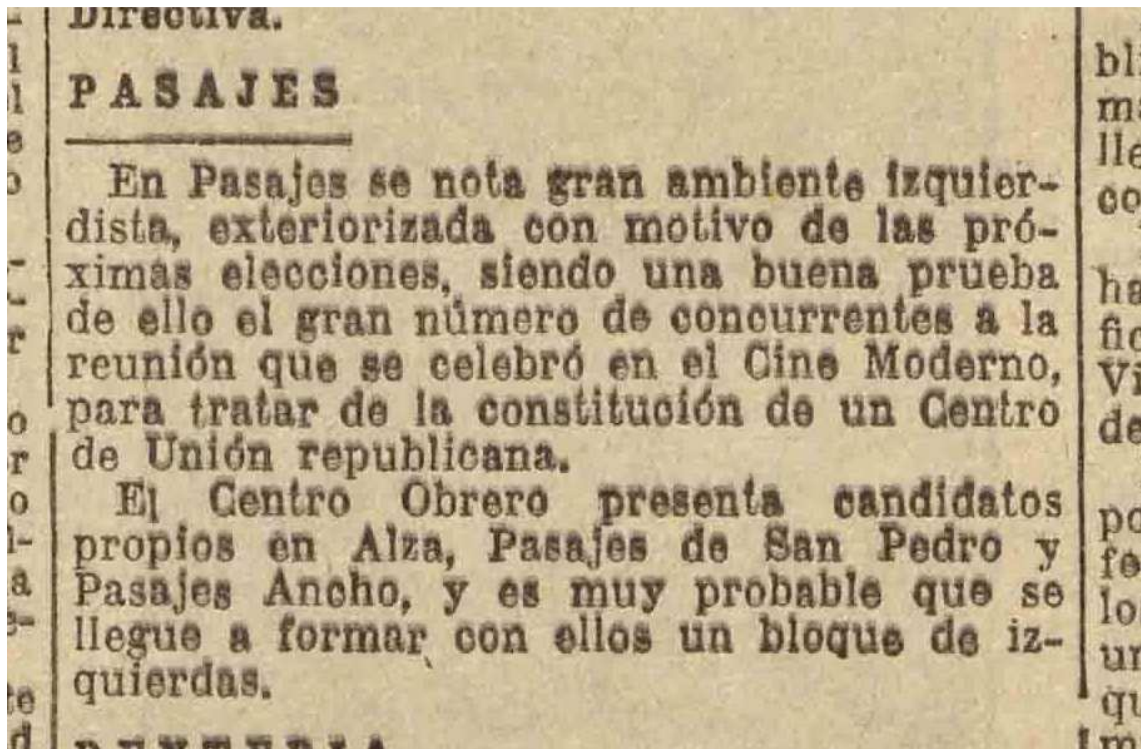 Directiva.
PASAJES
En Pasajes se nota gran ambiente izquier-
dista, exteriorizada con motivo de las pró-
ximas elecciones, siendo una buena prueba
de ello el gran número de concurrentes a la
reunión que se celebró en el Cine Moderno,
para tratar de la constitución de un Centro
de Unión republicana.
El Centro Obrero presenta candidatos
propios en Alza, Pasajes de San Pedro y
Pasajes Ancho, y es muy probable que se
llegue a formar con ellos un bloque de iz-
quierdas.